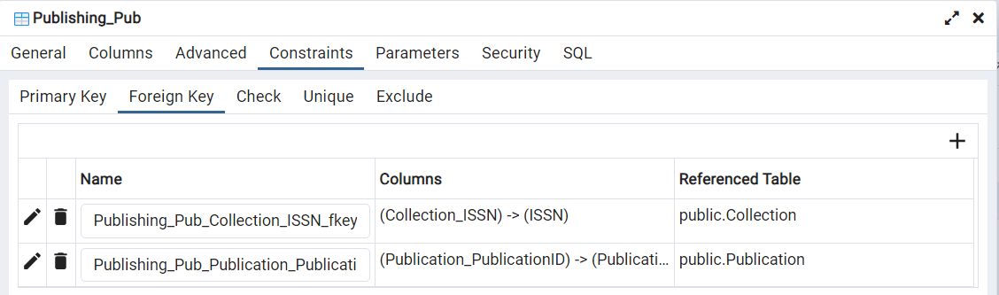 Publishing_Pub
General Columns Advanced Constraints Parameters Security SQL
Primary Key Foreign Key Check Unique Exclude
Name Columns Referenced Table
Publishing_Pub_Collection_ISSN_fkey (Collection_ISSN) -> (ISSN) public.Collection
Publishing_Pub_Publication_Publicati (Publication_PublicationID) -> (Publicati... public.Publication